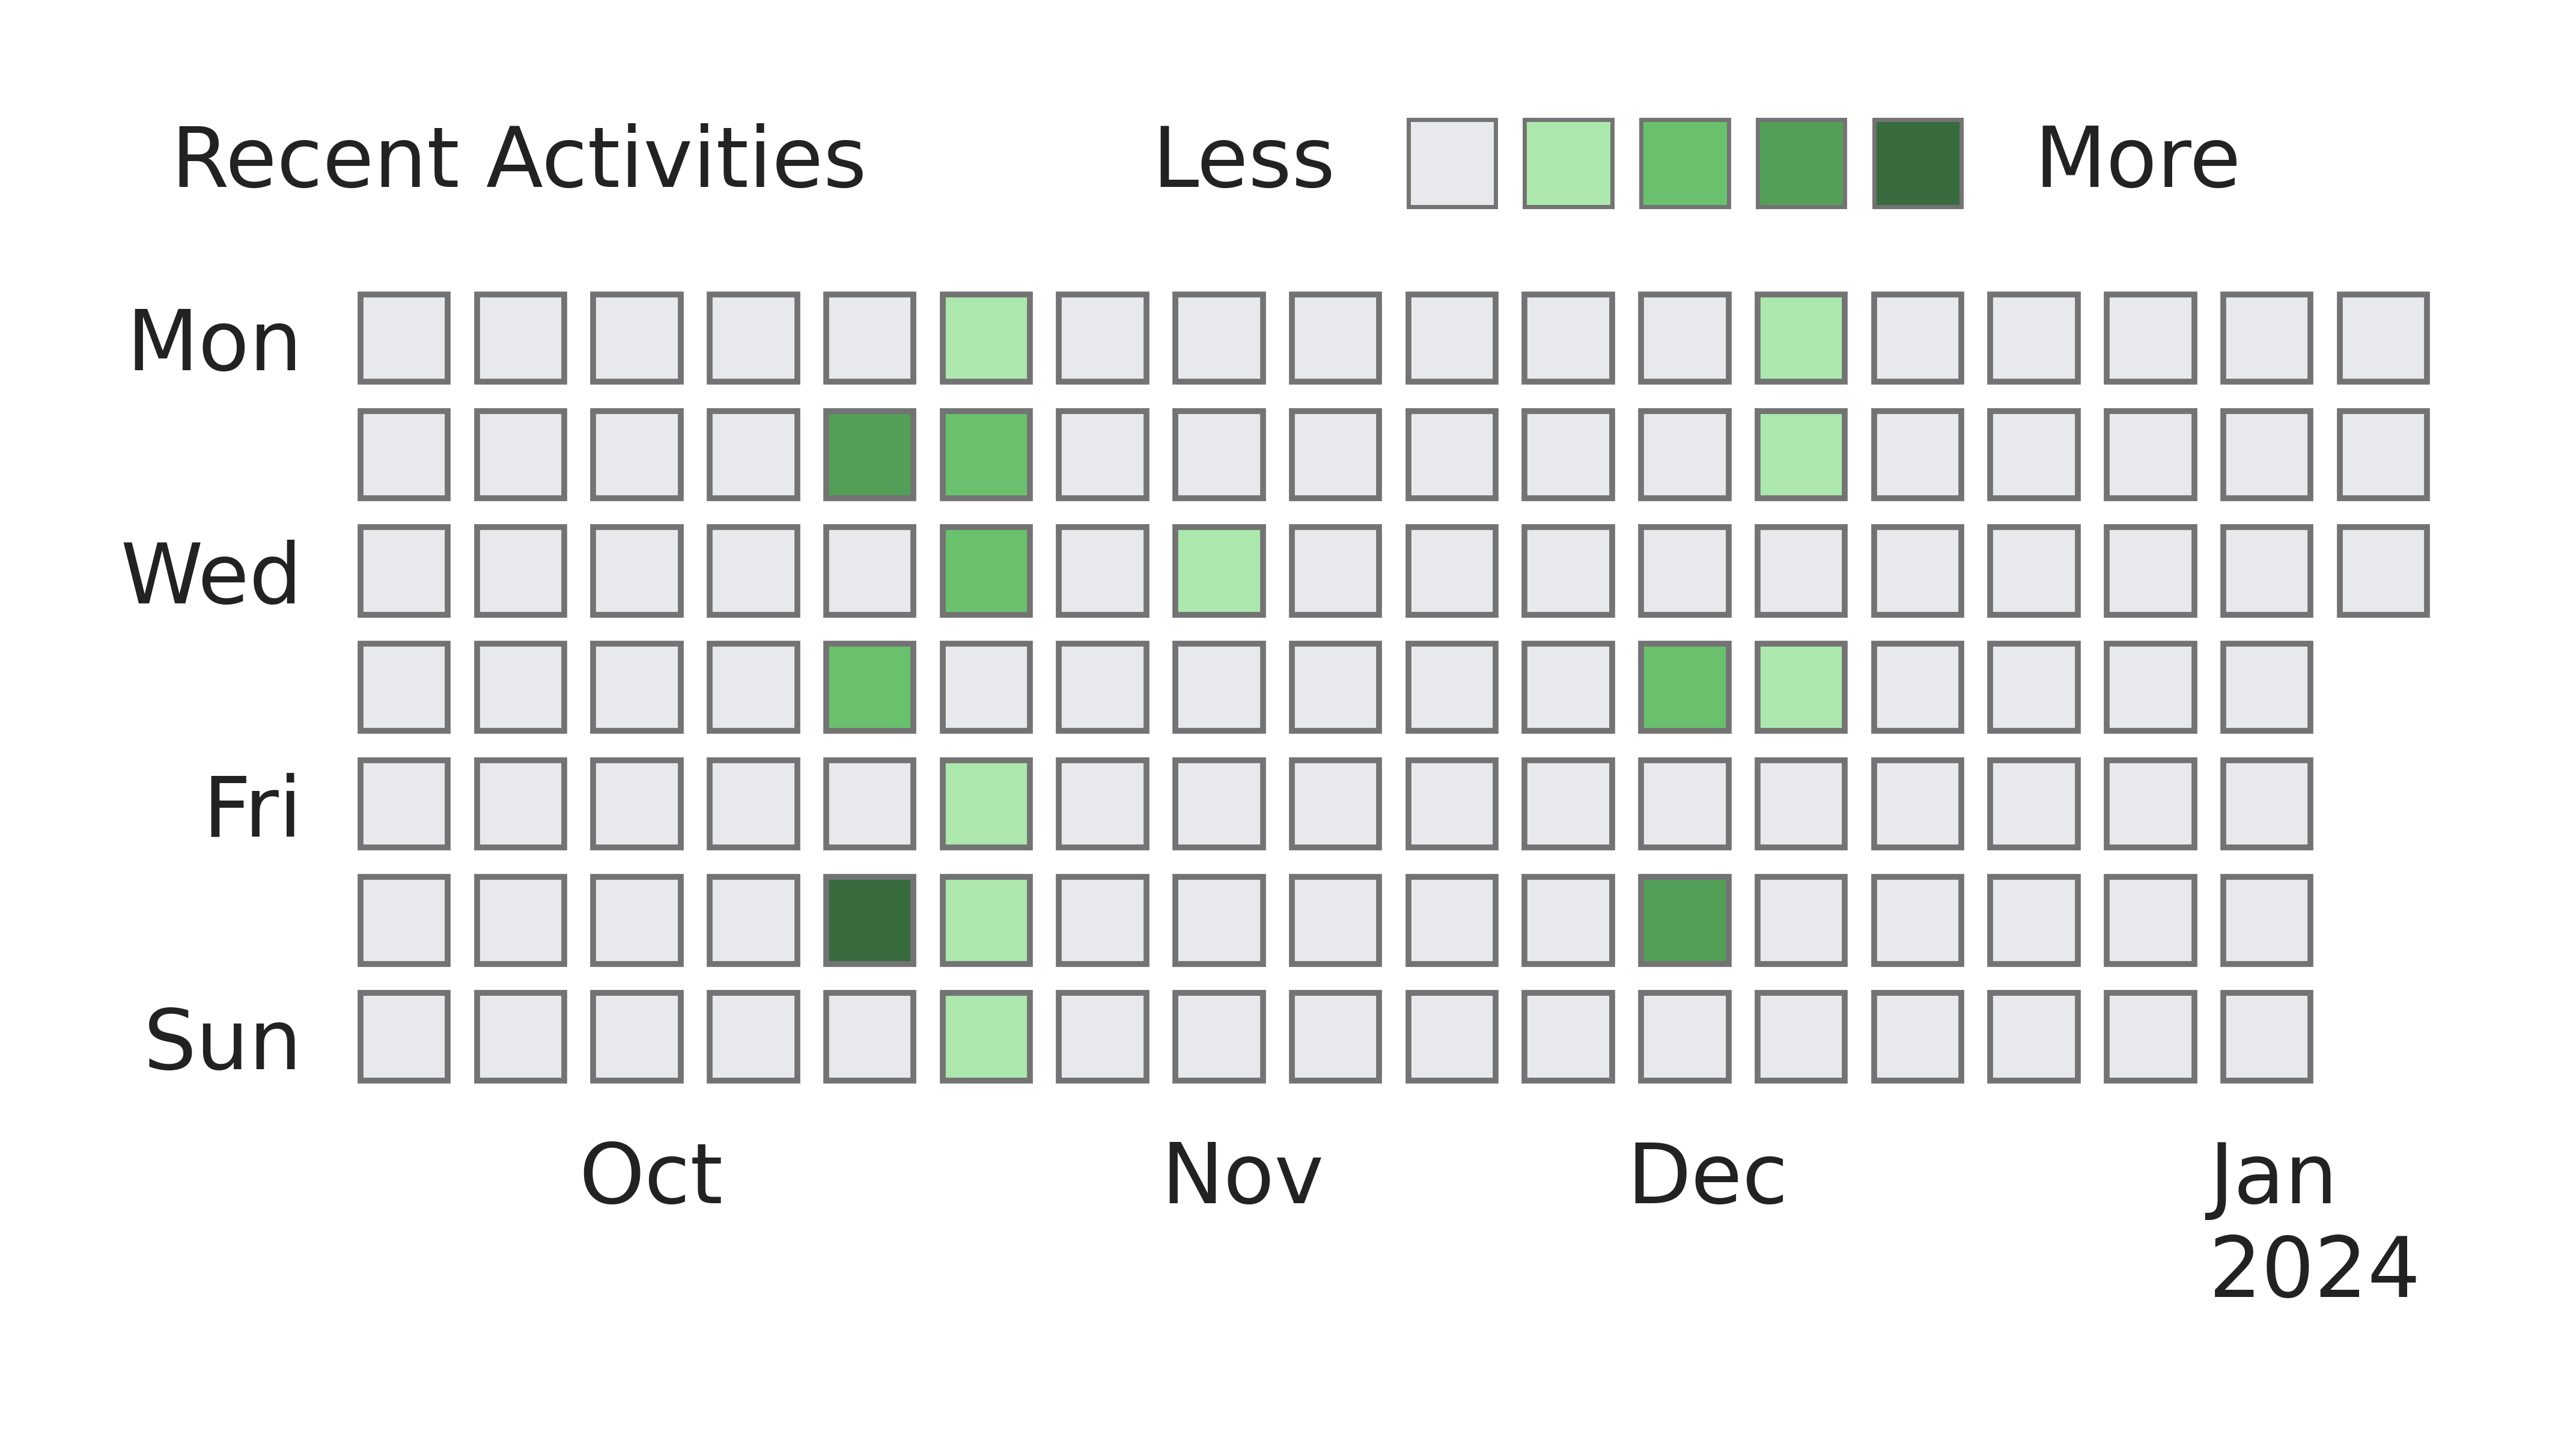 Recent Activities
Less
More
Mon
Wed
Fri
Sun
Oct
Nov
Dec
Jan
2024